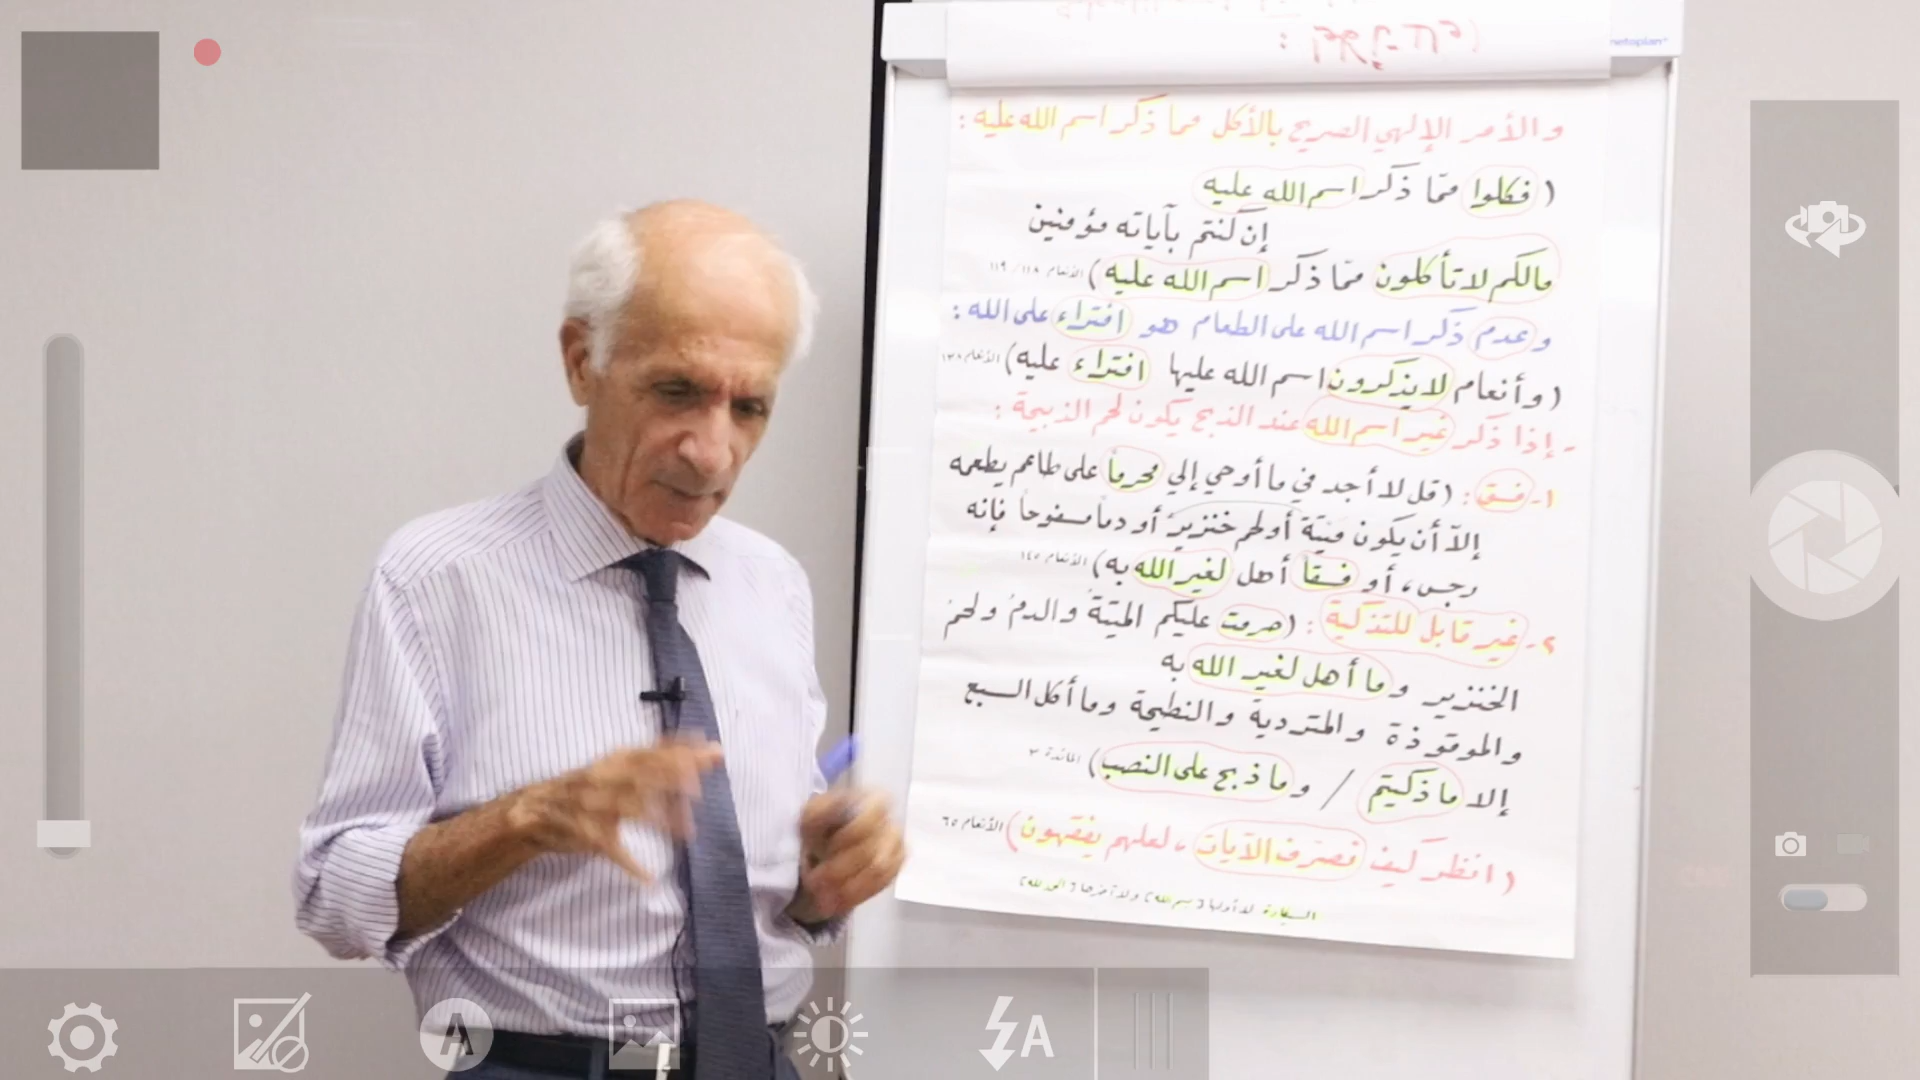 metaplan
والأمر الإلهي الصريح بالأكل مما ذكر اسم الله عليه :
( فكلوا ممّا ذكر اسم الله عليه
إن كنتم بآياته مؤمنين
مالكم لا تأكلون ممّا ذكر اسم الله عليه ) الأنعام ١١٨/١١٩
وعدم ذكر اسم الله على الطعام هو افتراء على الله :
( وأنعام لا يذكرون اسم الله عليها افتراء عليه ) الأنعام ١٣٨
- إذا ذكر غير اسم الله عند الذبح يكون لحم الذبيحة :
١- فسق : ( قل لا أجد في ما أوحي إلي محرماً على طاعم يطعمه
إلاّ أن يكون ميتة أو لحم خنزير أو دماً مسفوحاً فإنه
رجس ، أو فسقاً أهل لغير الله به ) الأنعام ١٤٥
٢- غير قابل للتذكية : ( حرمت عليكم الميتةُ والدمُ ولحمُ
الخنزير وما أهل لغير الله به
والموقوذة والمتردية والنطيحة وما أكل السبع
إلا ما ذكيتم / وما ذبح على النصب ) المائدة ٣
( انظر كيف نصرّف الآيات ، لعلهم يفقهون ) الأنعام ٦٥
A
A